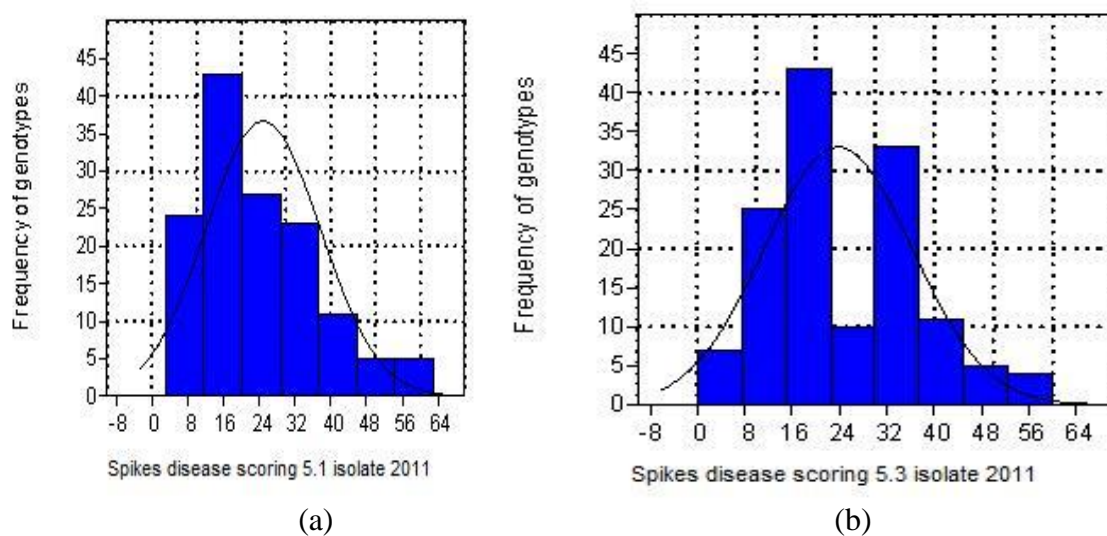 Frequency of genotypes
45
40
35
30
25
20
15
10
5
0
-8 0 8 16 24 32 40 48 56 64
Spikes disease scoring 5.1 isolate 2011
(a)
Frequency of genotypes
45
40
35
30
25
20
15
10
5
0
-8 0 8 16 24 32 40 48 56 64
Spikes disease scoring 5.3 isolate 2011
(b)